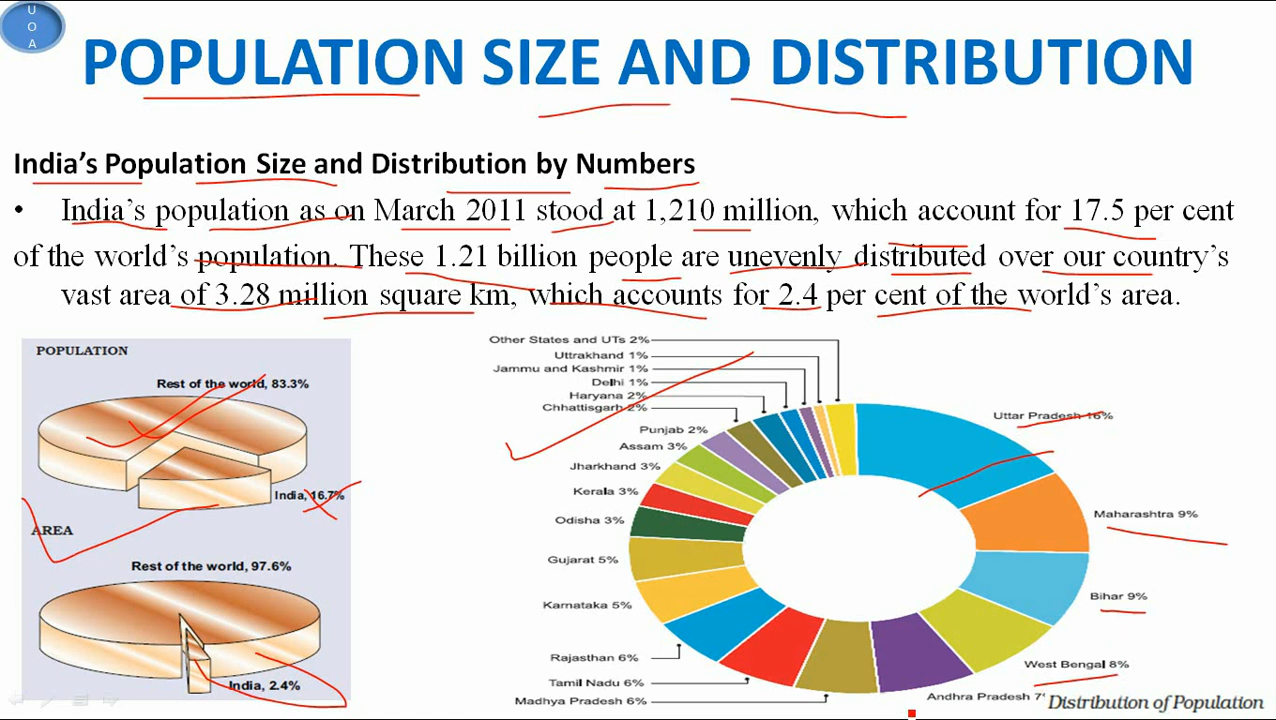 U
O
A
POPULATION SIZE AND DISTRIBUTION
India's Population Size and Distribution by Numbers
• India's population as on March 2011 stood at 1,210 million, which account for 17.5 per cent
of the world's population. These 1.21 billion people are unevenly distributed over our country's
vast area of 3.28 million square km, which accounts for 2.4 per cent of the world's area.
POPULATION
Rest of the world, 83.3%
India, 16.7%
AREA
Rest of the world, 97.6%
India, 2.4%
Other States and UTs 2%
Uttrakhand 1%
Jammu and Kashmir 1%
Delhi 1%
Haryana 2%
Chhattisgarh 2%
Punjab 2%
Assam 3%
Jharkhand 3%
Kerala 3%
Odisha 3%
Gujarat 5%
Karnataka 5%
Rajasthan 6%
Tamil Nadu 6%
Madhya Pradesh 6%
Uttar Pradesh 16%
Maharashtra 9%
Bihar 9%
West Bengal 8%
Andhra Pradesh 7
Distribution of Population